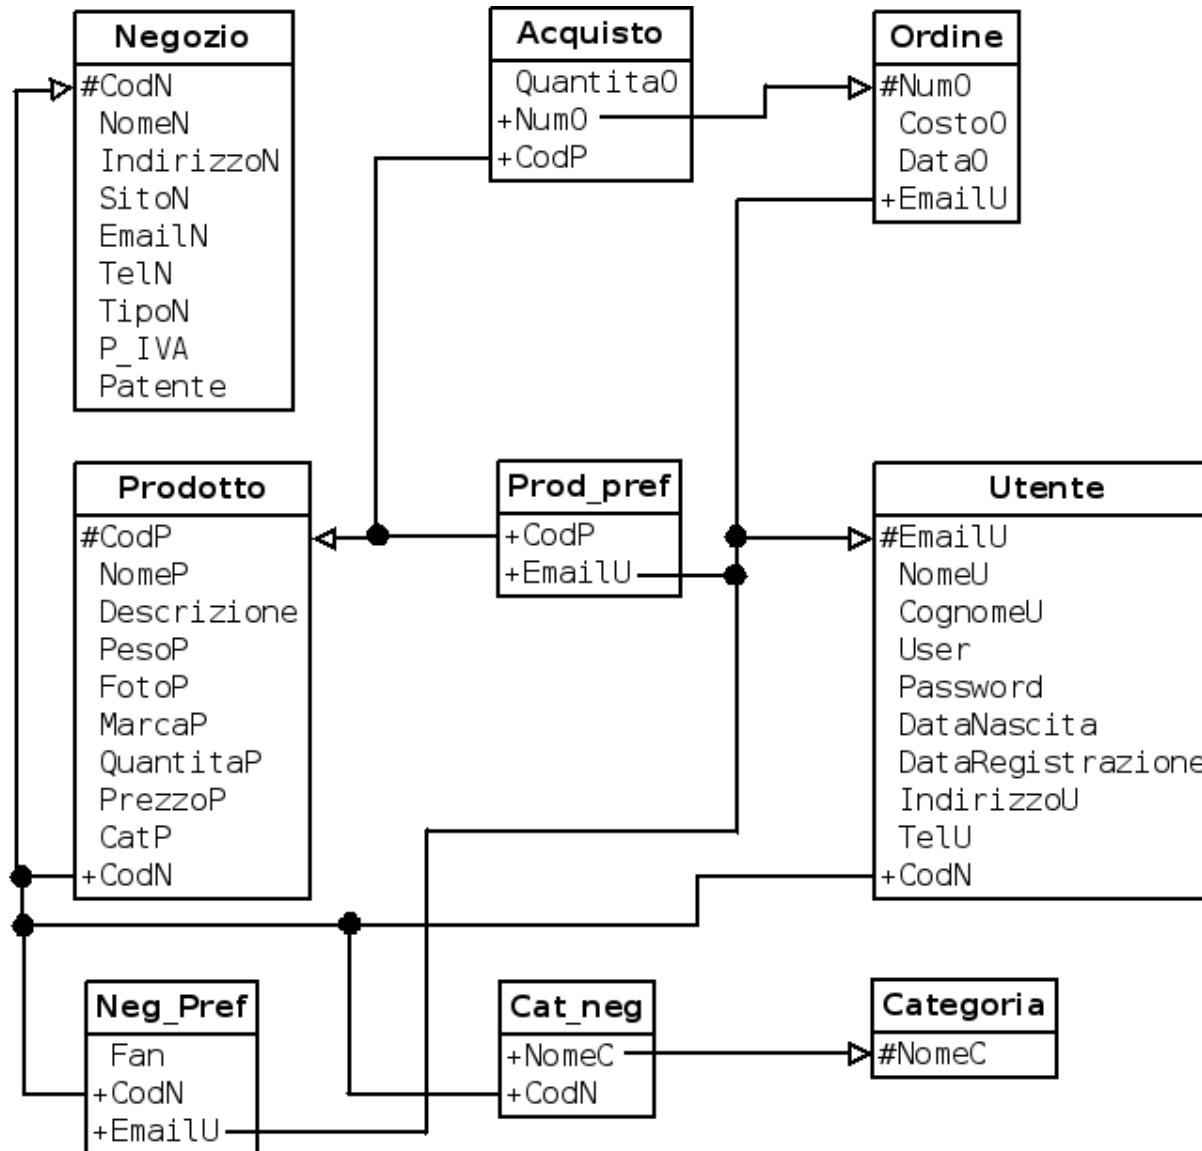 Negozio
#CodN
NomeN
IndirizzoN
SitoN
EmailN
TelN
TipoN
P_IVA
Patente
Acquisto
QuantitaO
+NumO
+CodP
Ordine
#NumO
CostoO
DataO
+EmailU
Prodotto
#CodP
NomeP
Descrizione
PesoP
FotoP
MarcaP
QuantitaP
PrezzoP
CatP
+CodN
Prod_pref
+CodP
+EmailU
Utente
#EmailU
NomeU
CognomeU
User
Password
DataNascita
DataRegistrazione
IndirizzoU
TelU
+CodN
Neg_Pref
Fan
+CodN
+EmailU
Cat_neg
+NomeC
+CodN
Categoria
#NomeC